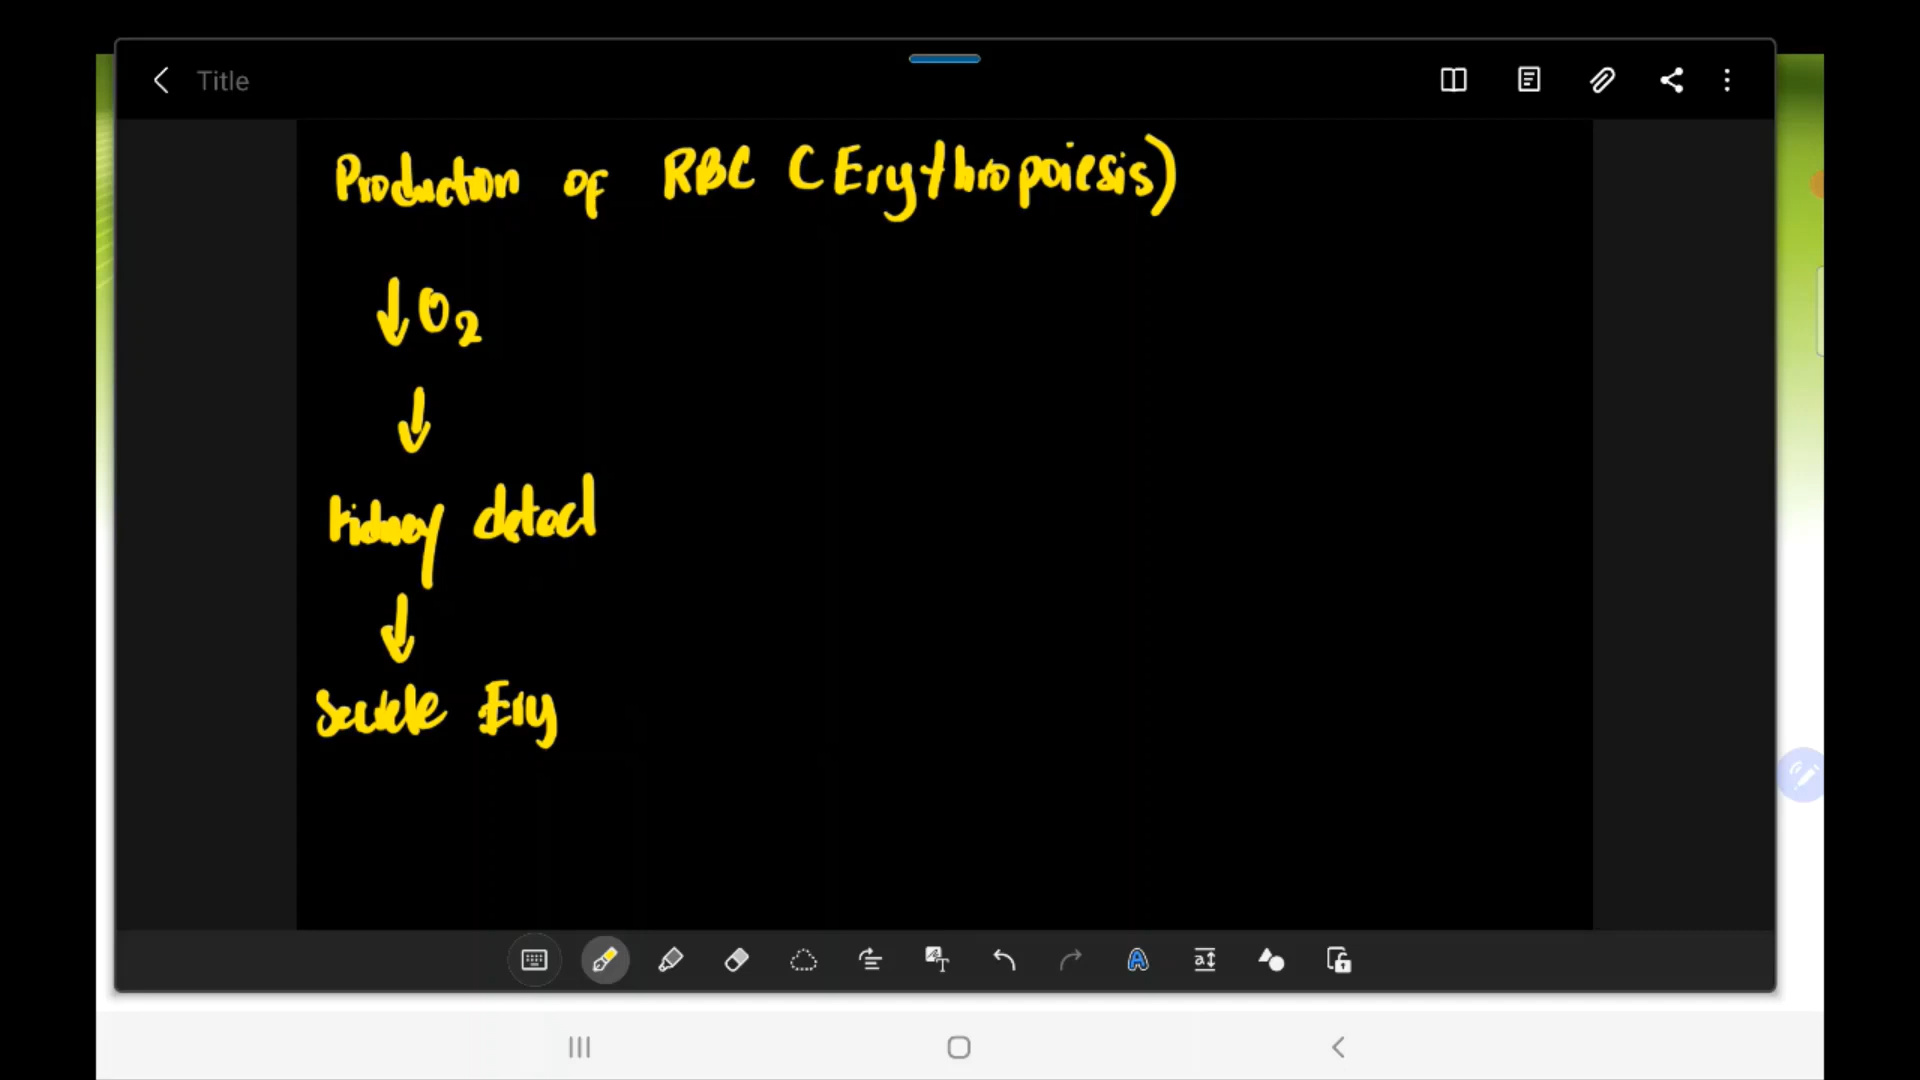 Title
Production of RBC (Erythropoiesis)
↓O₂
↓
Kidney detect
↓
Secrete Ery